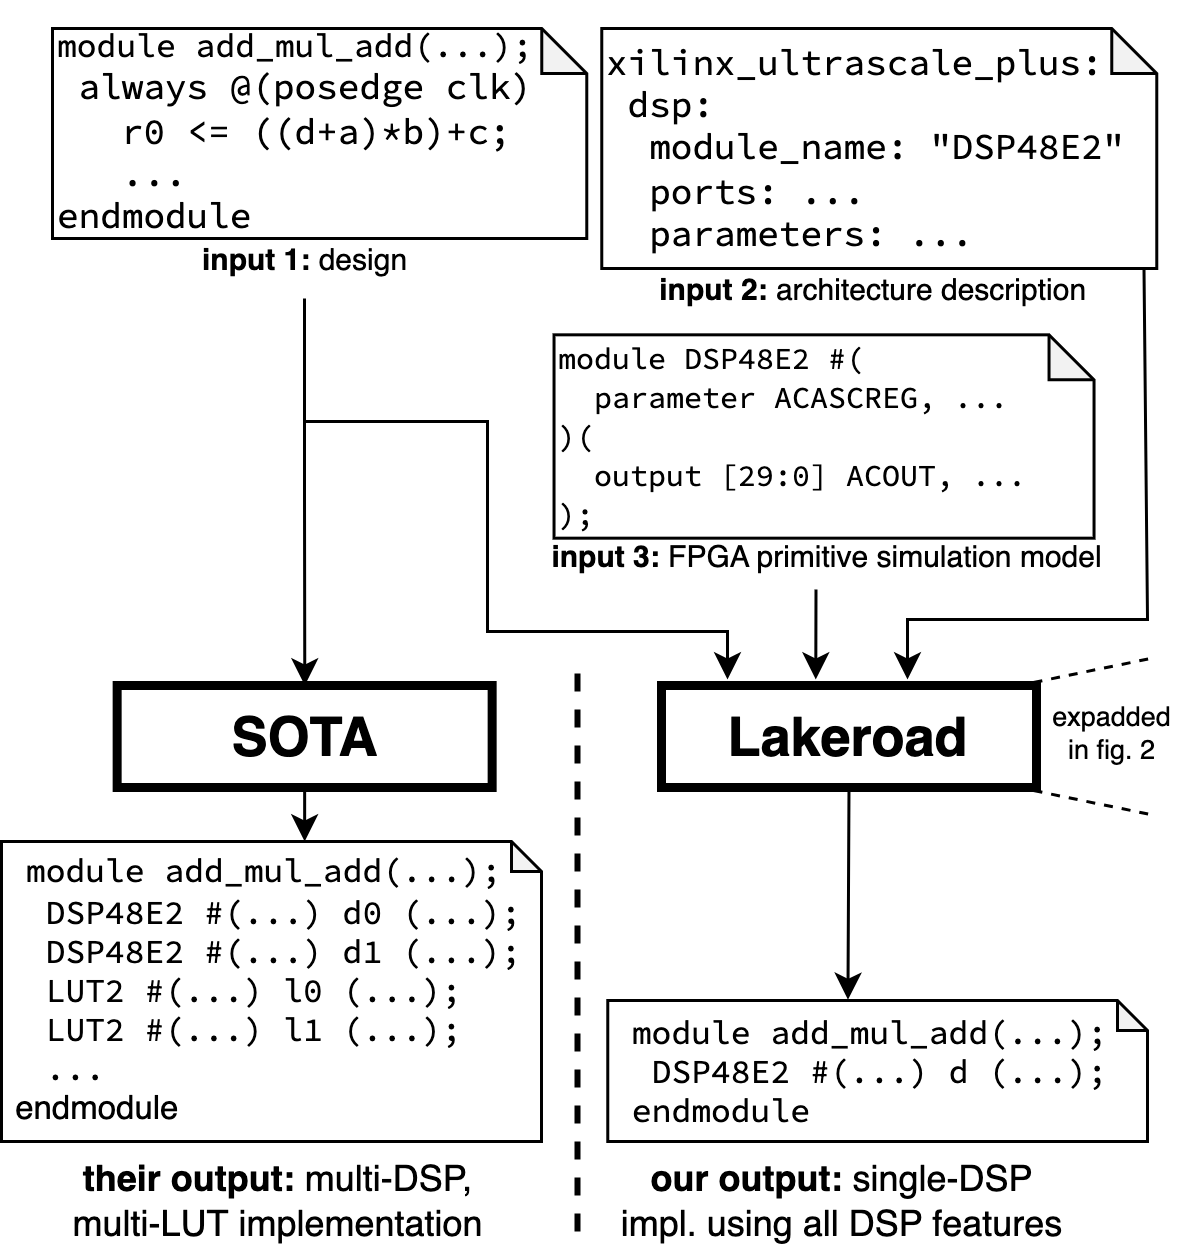 module add_mul_add(...);
always @(posedge clk)
r0 <= ((d+a)*b)+c;
...
endmodule
input 1: design
xilinx_ultrascale_plus:
dsp:
module_name: "DSP48E2"
ports: ...
parameters: ...
input 2: architecture description
module DSP48E2 #(
parameter ACASCREG, ...
)(
output [29:0] ACOUT, ...
);
input 3: FPGA primitive simulation model
SOTA
Lakeroad
expadded
in fig. 2
module add_mul_add(...);
DSP48E2 #(...) d0 (...);
DSP48E2 #(...) d1 (...);
LUT2 #(...) l0 (...);
LUT2 #(...) l1 (...);
...
endmodule
their output: multi-DSP,
multi-LUT implementation
module add_mul_add(...);
DSP48E2 #(...) d (...);
endmodule
our output: single-DSP
impl. using all DSP features